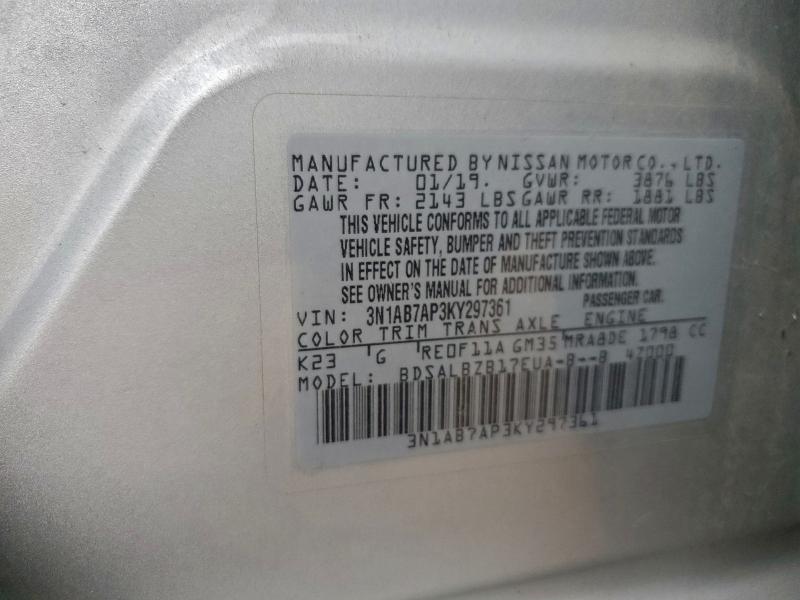 MANUFACTURED BY NISSAN MOTOR CO., LTD.
DATE: 01/19. GVWR: 3876 LBS
GAWR FR: 2143 LBS GAWR RR: 1881 LBS
THIS VEHICLE CONFORMS TO ALL APPLICABLE FEDERAL MOTOR
VEHICLE SAFETY, BUMPER AND THEFT PREVENTION STANDARDS
IN EFFECT ON THE DATE OF MANUFACTURE SHOWN ABOVE.
SEE OWNER'S MANUAL FOR ADDITIONAL INFORMATION.
VIN: 3N1AB7AP3KY297361 PASSENGER CAR.
COLOR TRIM TRANS AXLE ENGINE
K23 G RE0F11A GM35 MRA8DE 1798 CC
MODEL: BDSALBZB17EUA-B--B 47000
3N1AB7AP3KY297361